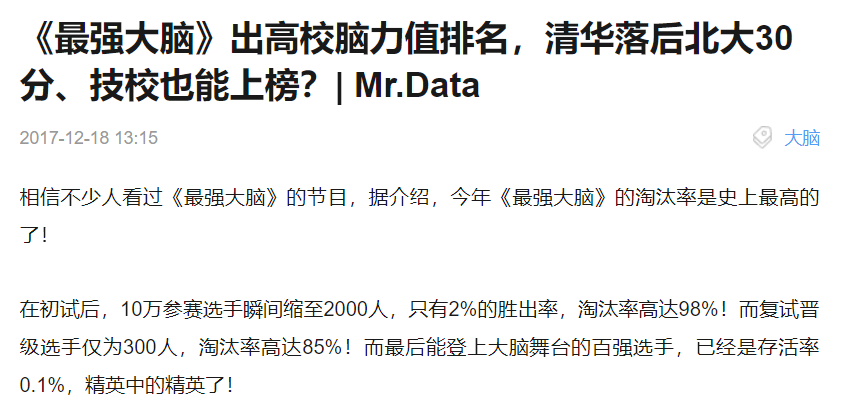 《最强大脑》出高校脑力值排名，清华落后北大30
分、技校也能上榜？| Mr.Data
2017-12-18 13:15
大脑
相信不少人看过《最强大脑》的节目，据介绍，今年《最强大脑》的淘汰率是史上最高的
了！
在初试后，10万参赛选手瞬间缩至2000人，只有2%的胜出率，淘汰率高达98%！而复试晋
级选手仅为300人，淘汰率高达85%！而最后能登上大脑舞台的百强选手，已经是存活率
0.1%，精英中的精英了！